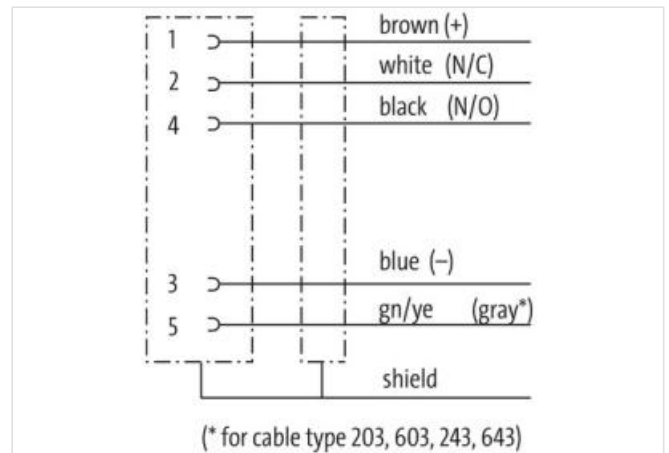 1 brown (+)
2 white (N/C)
4 black (N/O)
3 blue (–)
5 gn/ye (gray*)
shield
(* for cable type 203, 603, 243, 643)